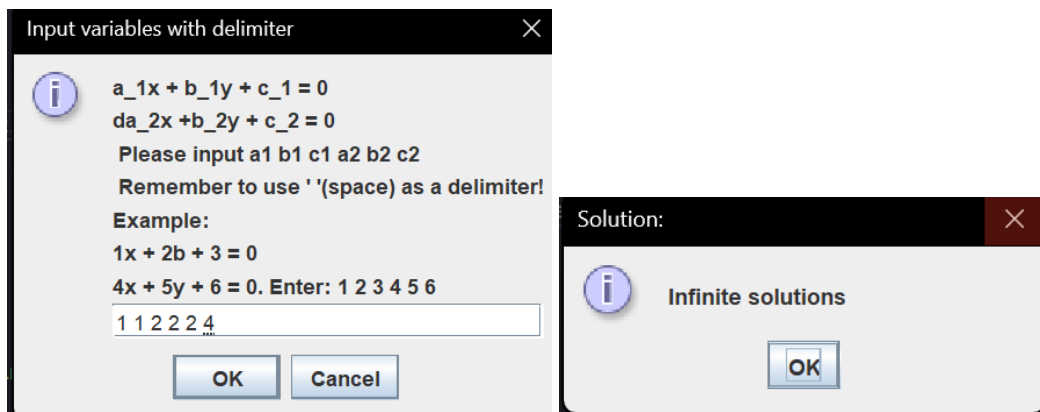 Input variables with delimiter
a_1x + b_1y + c_1 = 0
da_2x +b_2y + c_2 = 0
Please input a1 b1 c1 a2 b2 c2
Remember to use ' '(space) as a delimiter!
Example:
1x + 2b + 3 = 0
4x + 5y + 6 = 0. Enter: 1 2 3 4 5 6
1 1 2 2 2 4
OK Cancel
Solution:
Infinite solutions
OK